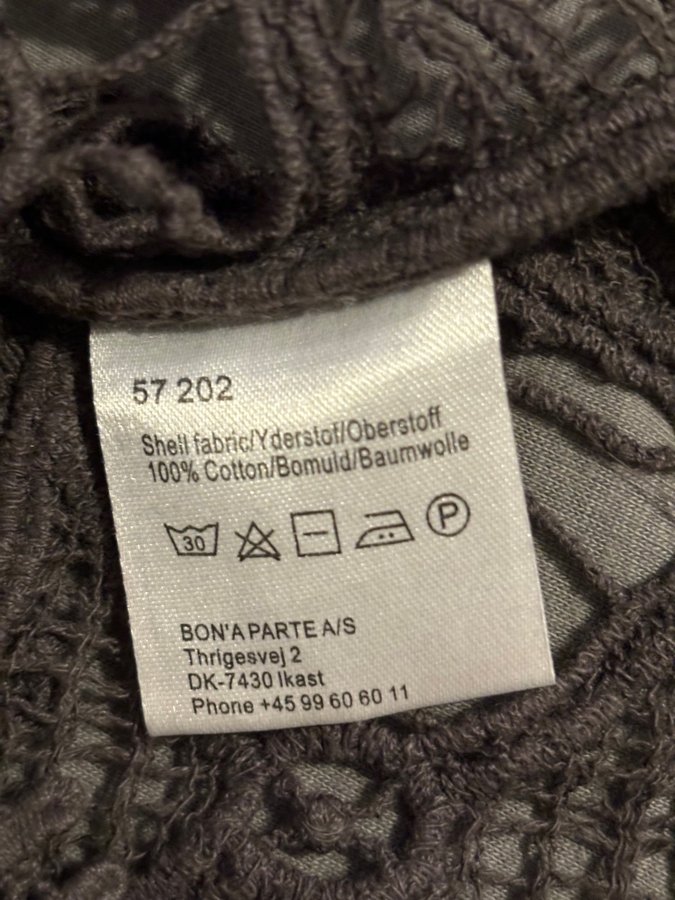 57 202
Shell fabric/Yderstof/Oberstoff
100% Cotton/Bomuld/Baumwolle
30 P
BON'A PARTE A/S
Thrigesvej 2
DK-7430 Ikast
Phone +45 99 60 60 11